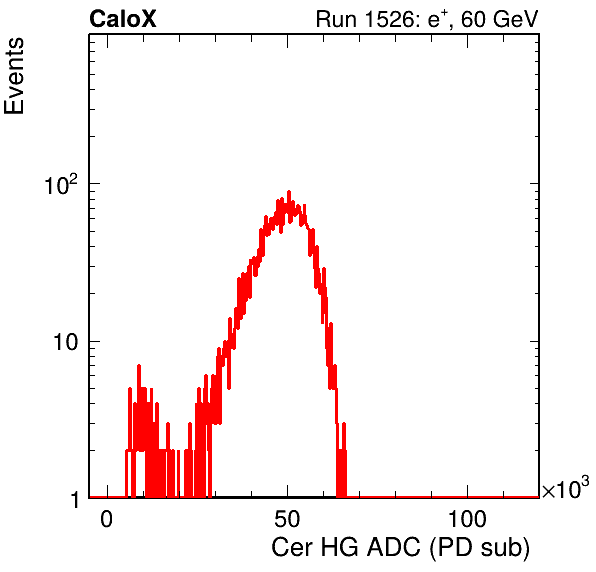 CaloX Run 1526: e+, 60 GeV
Events
10²
10
1
0 50 100 ×10³
Cer HG ADC (PD sub)